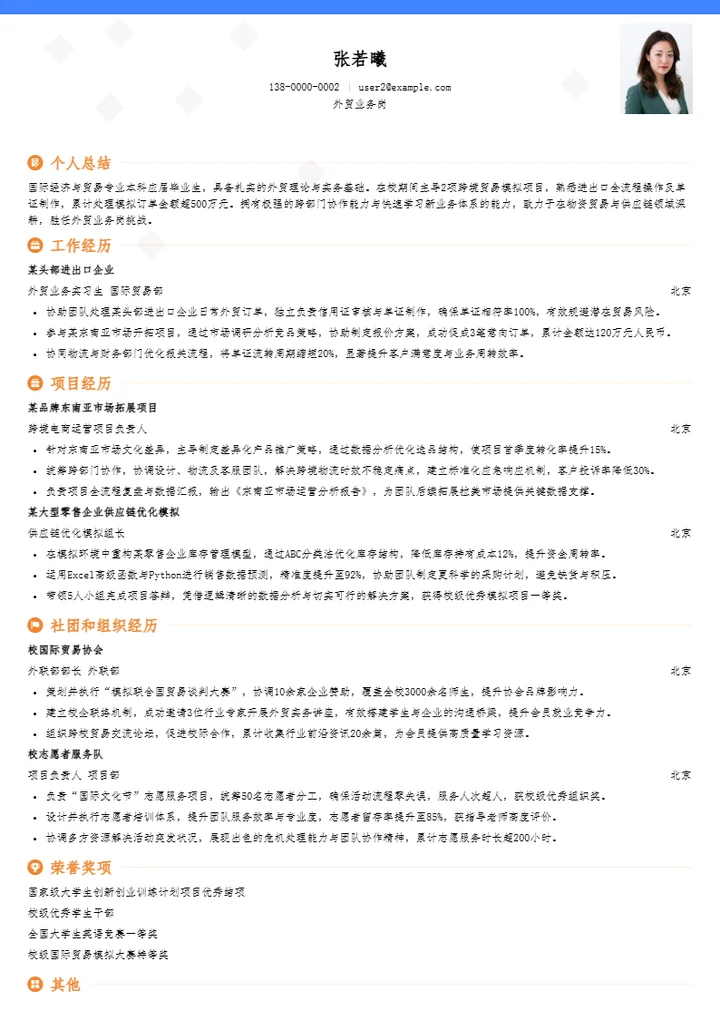 张若曦
138-0000-0002 | user2@example.com
外贸业务岗
个人总结
国际经济与贸易专业本科应届毕业生，具备扎实的外贸理论与实务基础。在校期间主导2项跨境贸易模拟项目，熟悉进出口全流程操作及单
证制作，累计处理模拟订单金额超500万元。拥有极强的跨部门协作能力与快速学习新业务体系的能力，致力于在物资贸易与供应链领域深
耕，胜任外贸业务岗挑战。
工作经历
某头部进出口企业
外贸业务实习生 国际贸易部 北京
• 协助团队处理某头部进出口企业日常外贸订单，独立负责信用证审核与单证制作，确保单证相符率100%，有效规避潜在贸易风险。
• 参与某东南亚市场开拓项目，通过市场调研分析竞品策略，协助制定报价方案，成功促成3笔意向订单，累计金额达120万元人民币。
• 协同物流与财务部门优化报关流程，将单证流转周期缩短20%，显著提升客户满意度与业务周转效率。
项目经历
某品牌东南亚市场拓展项目
跨境电商运营项目负责人 北京
• 针对东南亚市场文化差异，主导制定差异化产品推广策略，通过数据分析优化选品结构，使项目首季度转化率提升15%。
• 统筹跨部门协作，协调设计、物流及客服团队，解决跨境物流时效不稳定痛点，建立标准化应急响应机制，客户投诉率降低30%。
• 负责项目全流程复盘与数据汇报，输出《东南亚市场运营分析报告》，为团队后续拓展拉美市场提供关键数据支撑。
某大型零售企业供应链优化模拟
供应链优化模拟组长 北京
• 在模拟环境中重构某零售企业库存管理模型，通过ABC分类法优化库存结构，降低库存持有成本12%，提升资金周转率。
• 运用Excel高级函数与Python进行销售数据预测，精准度提升至92%，协助团队制定更科学的采购计划，避免缺货与积压。
• 带领5人小组完成项目答辩，凭借逻辑清晰的数据分析与切实可行的解决方案，获得校级优秀模拟项目一等奖。
社团和组织经历
校国际贸易协会
外联部部长 外联部 北京
• 策划并执行“模拟联合国贸易谈判大赛”，协调10余家企业赞助，覆盖全校3000余名师生，提升协会品牌影响力。
• 建立校企联络机制，成功邀请3位行业专家开展外贸实务讲座，有效搭建学生与企业的沟通桥梁，提升会员就业竞争力。
• 组织跨校贸易交流论坛，促进校际合作，累计收集行业前沿资讯20余篇，为会员提供高质量学习资源。
校志愿者服务队
项目负责人 项目部 北京
• 负责“国际文化节”志愿服务项目，统筹50名志愿者分工，确保活动流程零失误，服务人次超人，获校级优秀组织奖。
• 设计并执行志愿者培训体系，提升团队服务效率与专业度，志愿者留存率提升至85%，获指导老师高度评价。
• 协调多方资源解决活动突发状况，展现出色的危机处理能力与团队协作精神，累计志愿服务时长超200小时。
荣誉奖项
国家级大学生创新创业训练计划项目优秀结项
校级优秀学生干部
全国大学生英语竞赛一等奖
校级国际贸易模拟大赛特等奖
其他